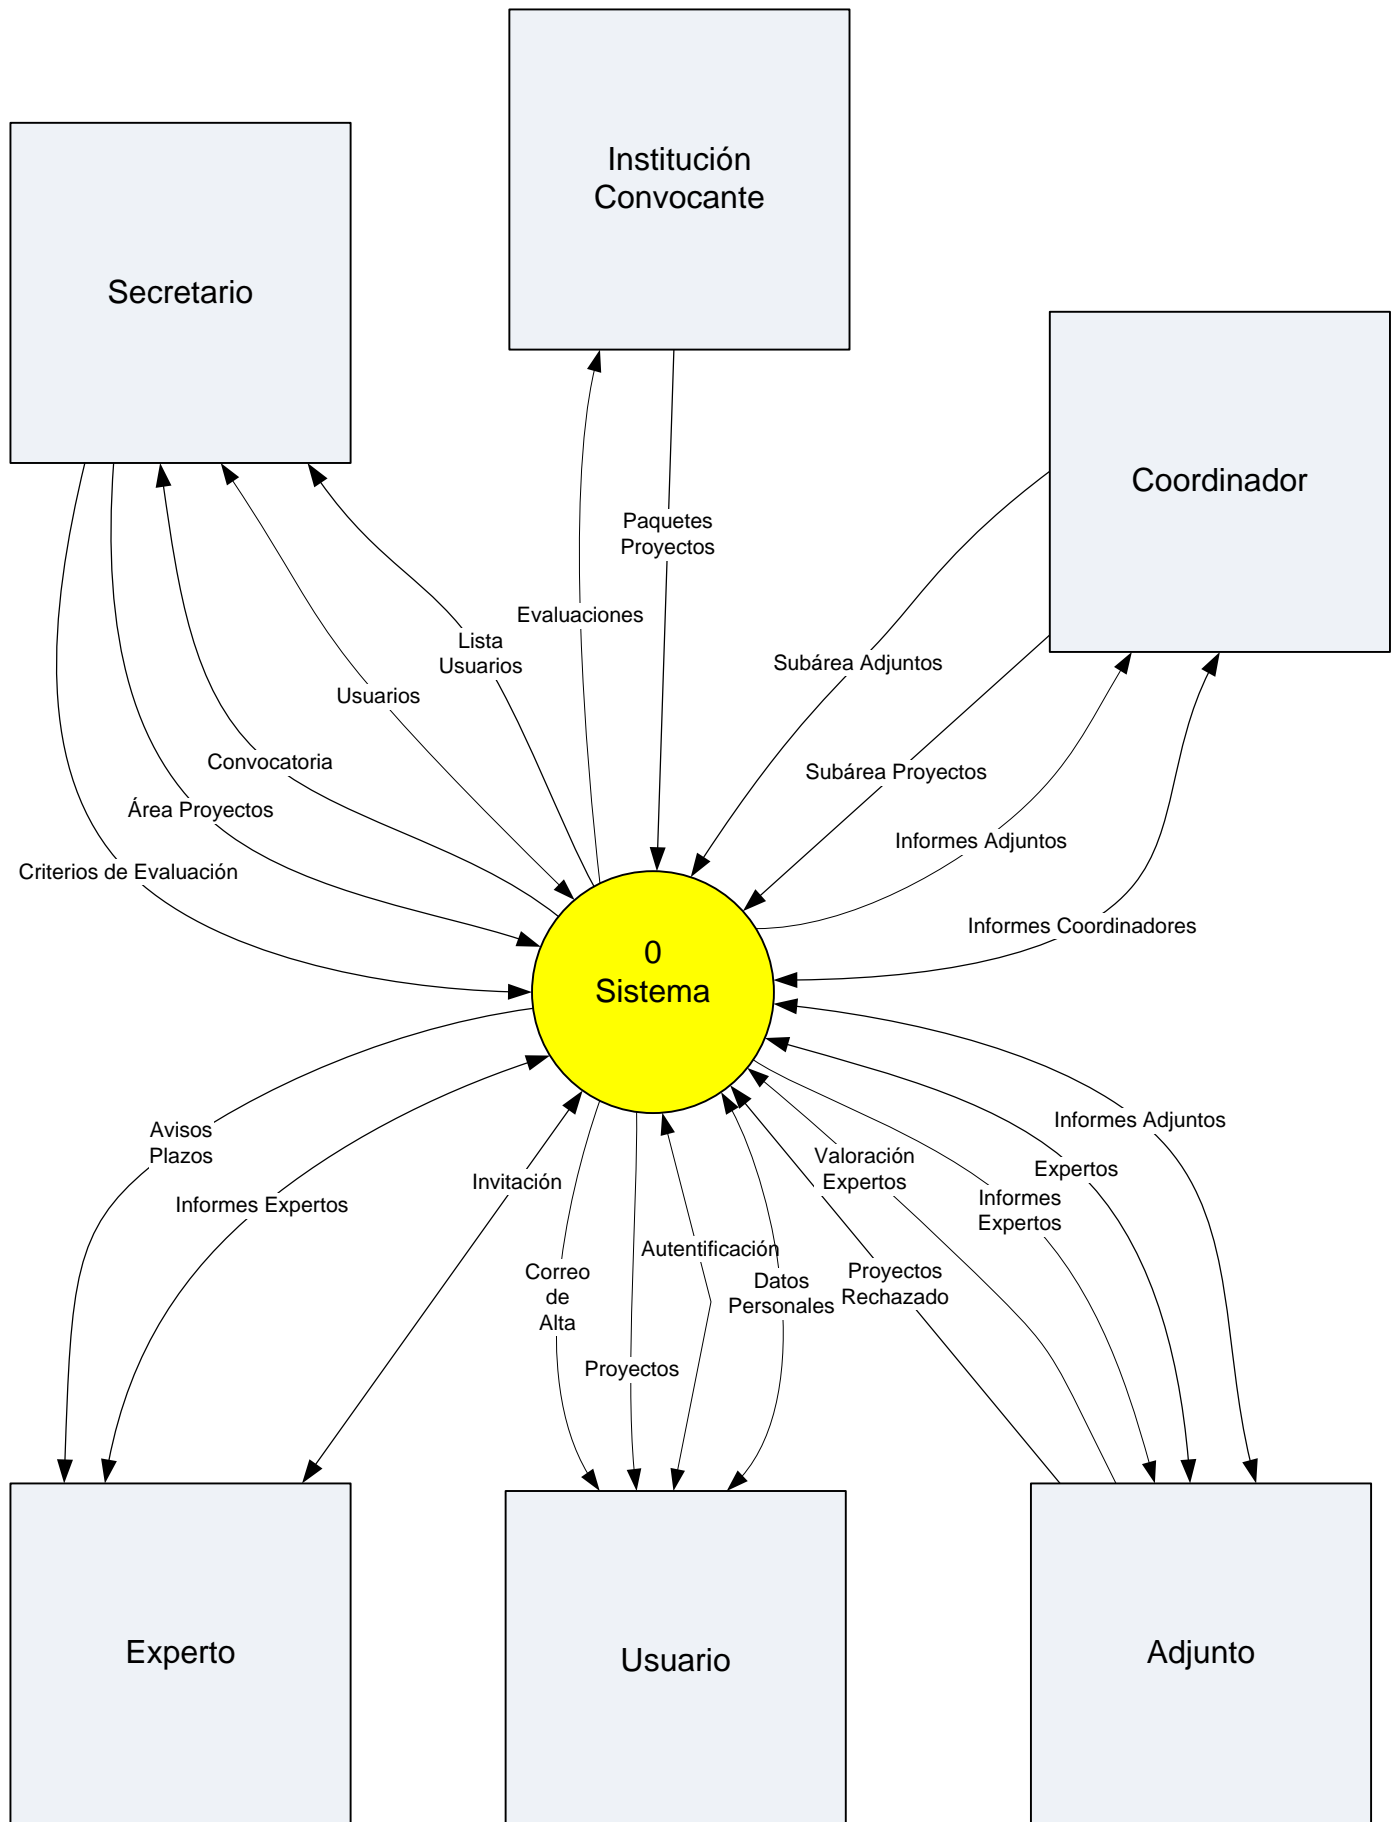 Institución
Convocante
Secretario
Coordinador
Paquetes
Proyectos
Evaluaciones
Lista
Usuarios
Subárea Adjuntos
Usuarios
Convocatoria
Subárea Proyectos
Área Proyectos
Informes Adjuntos
Criterios de Evaluación
Informes Coordinadores
0
Sistema
Avisos
Plazos
Informes Expertos
Invitación
Correo
de
Alta
Proyectos
Autentificación
Datos
Personales
Valoración
Expertos
Proyectos
Rechazado
Informes
Expertos
Expertos
Informes Adjuntos
Experto
Usuario
Adjunto